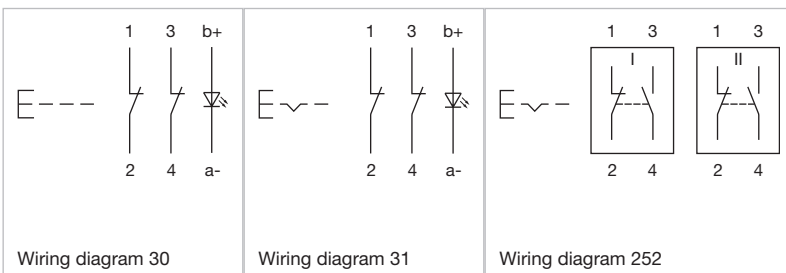 1 3 b+
2 4 a-
Wiring diagram 30
1 3 b+
2 4 a-
Wiring diagram 31
1 3 1 3
I II
2 4 2 4
Wiring diagram 252